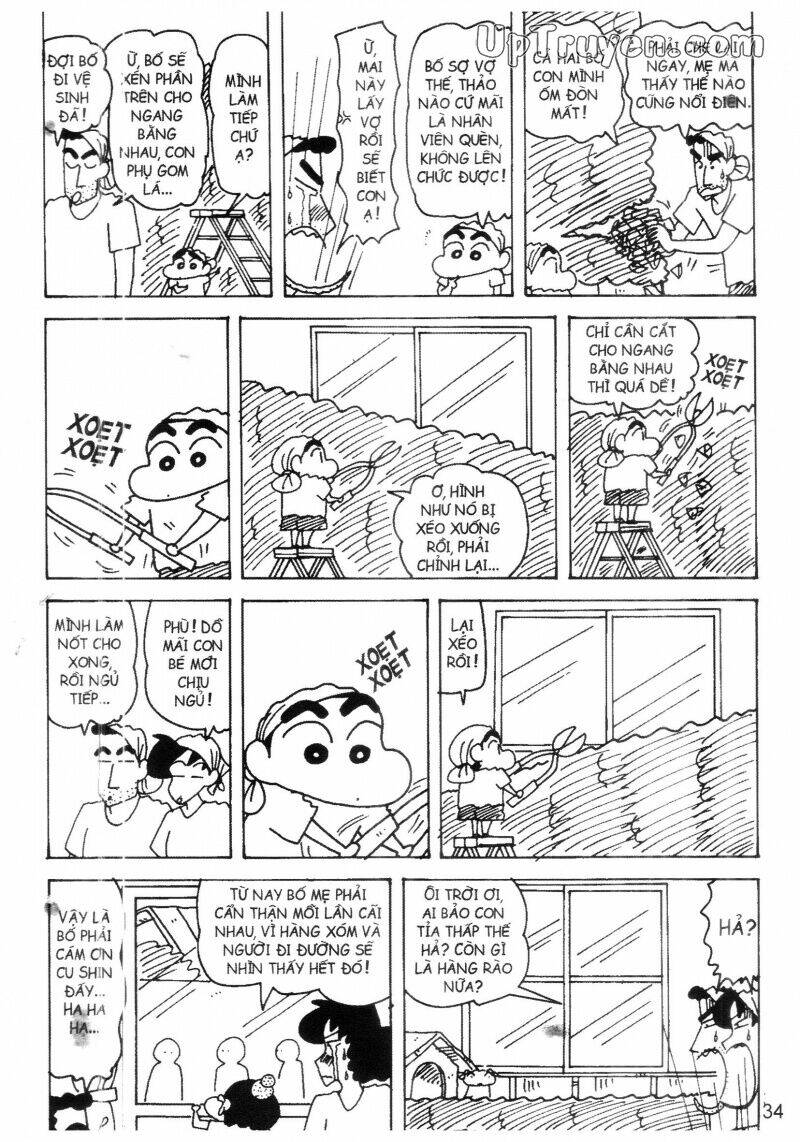 UpTruyen.com
PHẢI CHE LẠI
NGAY, MẸ MÀ
THẤY THẾ NÀO
CŨNG NỔI ĐIÊN.
CẢ HAI BỐ
CON MÌNH
ỐM ĐÒN
MẤT!
BỐ SỢ VỢ
THẾ, THẢO
NÀO CỨ MÃI
LÀ NHÂN
VIÊN QUÈN,
KHÔNG LÊN
CHỨC ĐƯỢC!
Ừ,
MAI
NÀY
LẤY
VỢ
RỒI
SẼ
BIẾT
CON
Ạ!
MÌNH
LÀM
TIẾP
CHỨ
Ạ?
Ừ, BỐ SẼ
XÉN PHẦN
TRÊN CHO
NGANG
BẰNG
NHAU, CON
PHỤ GOM
LÁ...
ĐỢI BỐ
ĐI VỆ
SINH
ĐÃ!
CHỈ CẦN CẮT
CHO NGANG
BẰNG NHAU
THÌ QUÁ DỄ!
XOẸT
XOẸT
Ơ, HÌNH
NHƯ NÓ BỊ
XÉO XUỐNG
RỒI, PHẢI
CHỈNH LẠI...
XOẸT
XOẸT
LẠI
XÉO
RỒI!
XOẸT
XOẸT
PHÙ! DỖ
MÃI CON
BÉ MỚI
CHỊU
NGỦ!
MÌNH LÀM
NỐT CHO
XONG,
RỒI NGỦ
TIẾP...
HẢ?
ÔI TRỜI ƠI,
AI BẢO CON
TỈA THẤP THẾ
HẢ? CÒN GÌ
LÀ HÀNG RÀO
NỮA?
TỪ NAY BỐ MẸ PHẢI
CẨN THẬN MỖI LẦN CÃI
NHAU, VÌ HÀNG XÓM VÀ
NGƯỜI ĐI ĐƯỜNG SẼ
NHÌN THẤY HẾT ĐÓ!
VẬY LÀ
BỐ PHẢI
CÁM ƠN
CU SHIN
ĐẤY...
HA HA
HA...
34